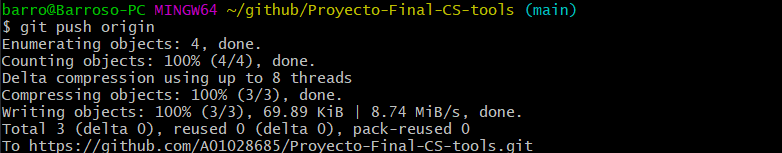 barro@Barroso-PC MINGW64 ~/github/Proyecto-Final-CS-tools (main)
$ git push origin
Enumerating objects: 4, done.
Counting objects: 100% (4/4), done.
Delta compression using up to 8 threads
Compressing objects: 100% (3/3), done.
Writing objects: 100% (3/3), 69.89 KiB | 8.74 MiB/s, done.
Total 3 (delta 0), reused 0 (delta 0), pack-reused 0
To https://github.com/A01028685/Proyecto-Final-CS-tools.git